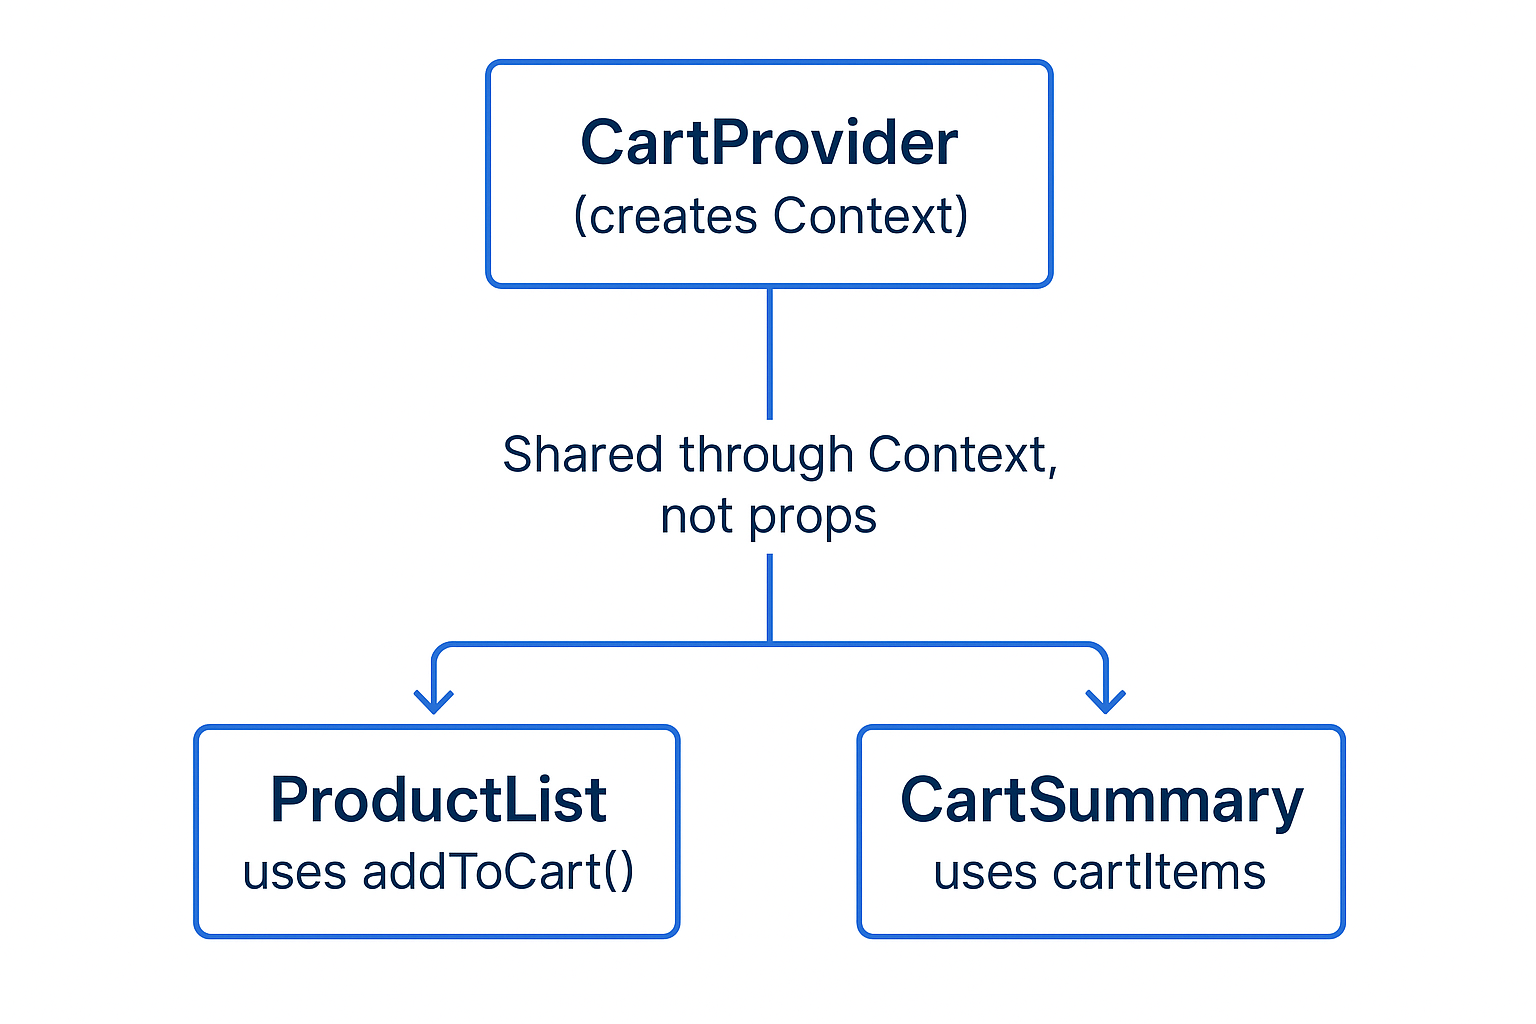 CartProvider
(creates Context)
Shared through Context,
not props
ProductList
uses addToCart()
CartSummary
uses cartItems